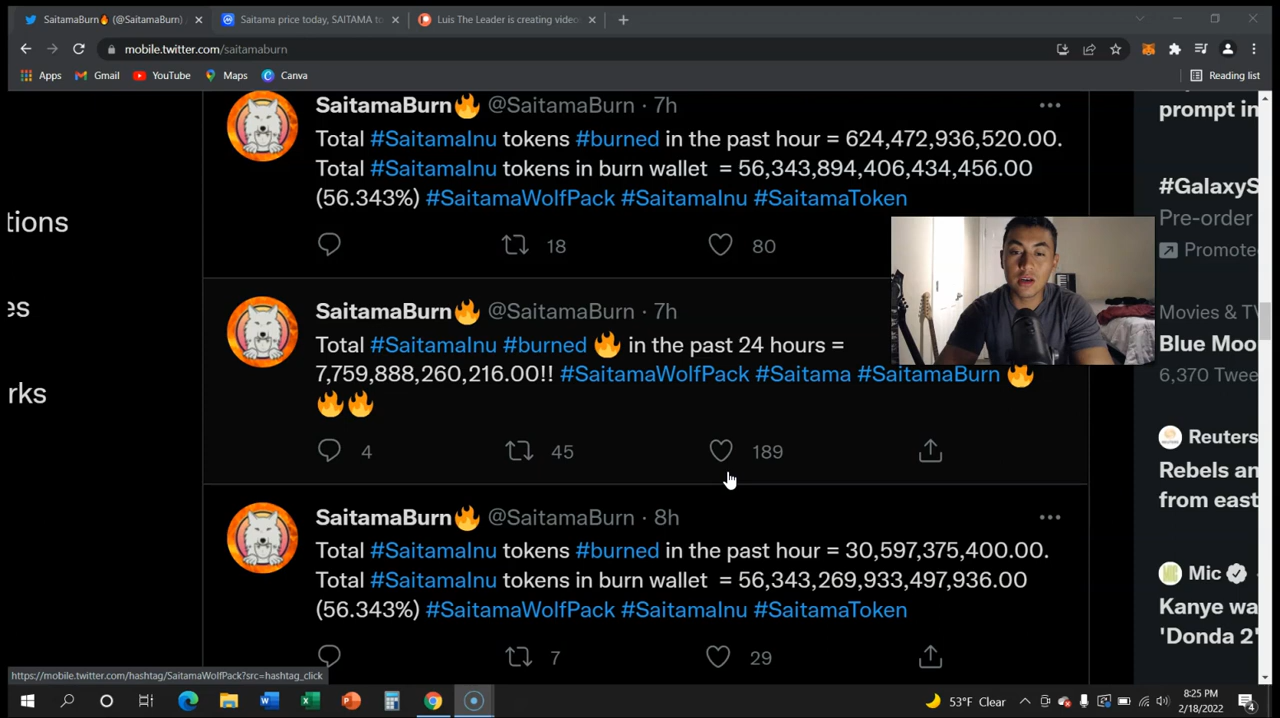 SaitamaBurn🔥 (@SaitamaBurn) /
Saitama price today, SAITAMA to
Luis The Leader is creating video
mobile.twitter.com/saitamaburn
Apps Gmail YouTube Maps Canva Reading list
SaitamaBurn🔥 @SaitamaBurn · 7h
Total #SaitamaInu tokens #burned in the past hour = 624,472,936,520.00.
Total #SaitamaInu tokens in burn wallet = 56,343,894,406,434,456.00
(56.343%) #SaitamaWolfPack #SaitamaInu #SaitamaToken
18 80
SaitamaBurn🔥 @SaitamaBurn · 7h
Total #SaitamaInu #burned 🔥 in the past 24 hours =
7,759,888,260,216.00!! #SaitamaWolfPack #Saitama #SaitamaBurn 🔥
🔥🔥
4 45 189
SaitamaBurn🔥 @SaitamaBurn · 8h
Total #SaitamaInu tokens #burned in the past hour = 30,597,375,400.00.
Total #SaitamaInu tokens in burn wallet = 56,343,269,933,497,936.00
(56.343%) #SaitamaWolfPack #SaitamaInu #SaitamaToken
7 29
tions
es
rks
prompt in
#GalaxyS
Pre-order
Promote
Movies & TV
Blue Moo
6,370 Twee
Reuters
Rebels an
from east
Mic
Kanye wa
'Donda 2'
https://mobile.twitter.com/hashtag/SaitamaWolfPack?src=hashtag_click
53°F Clear
8:25 PM
2/18/2022
4